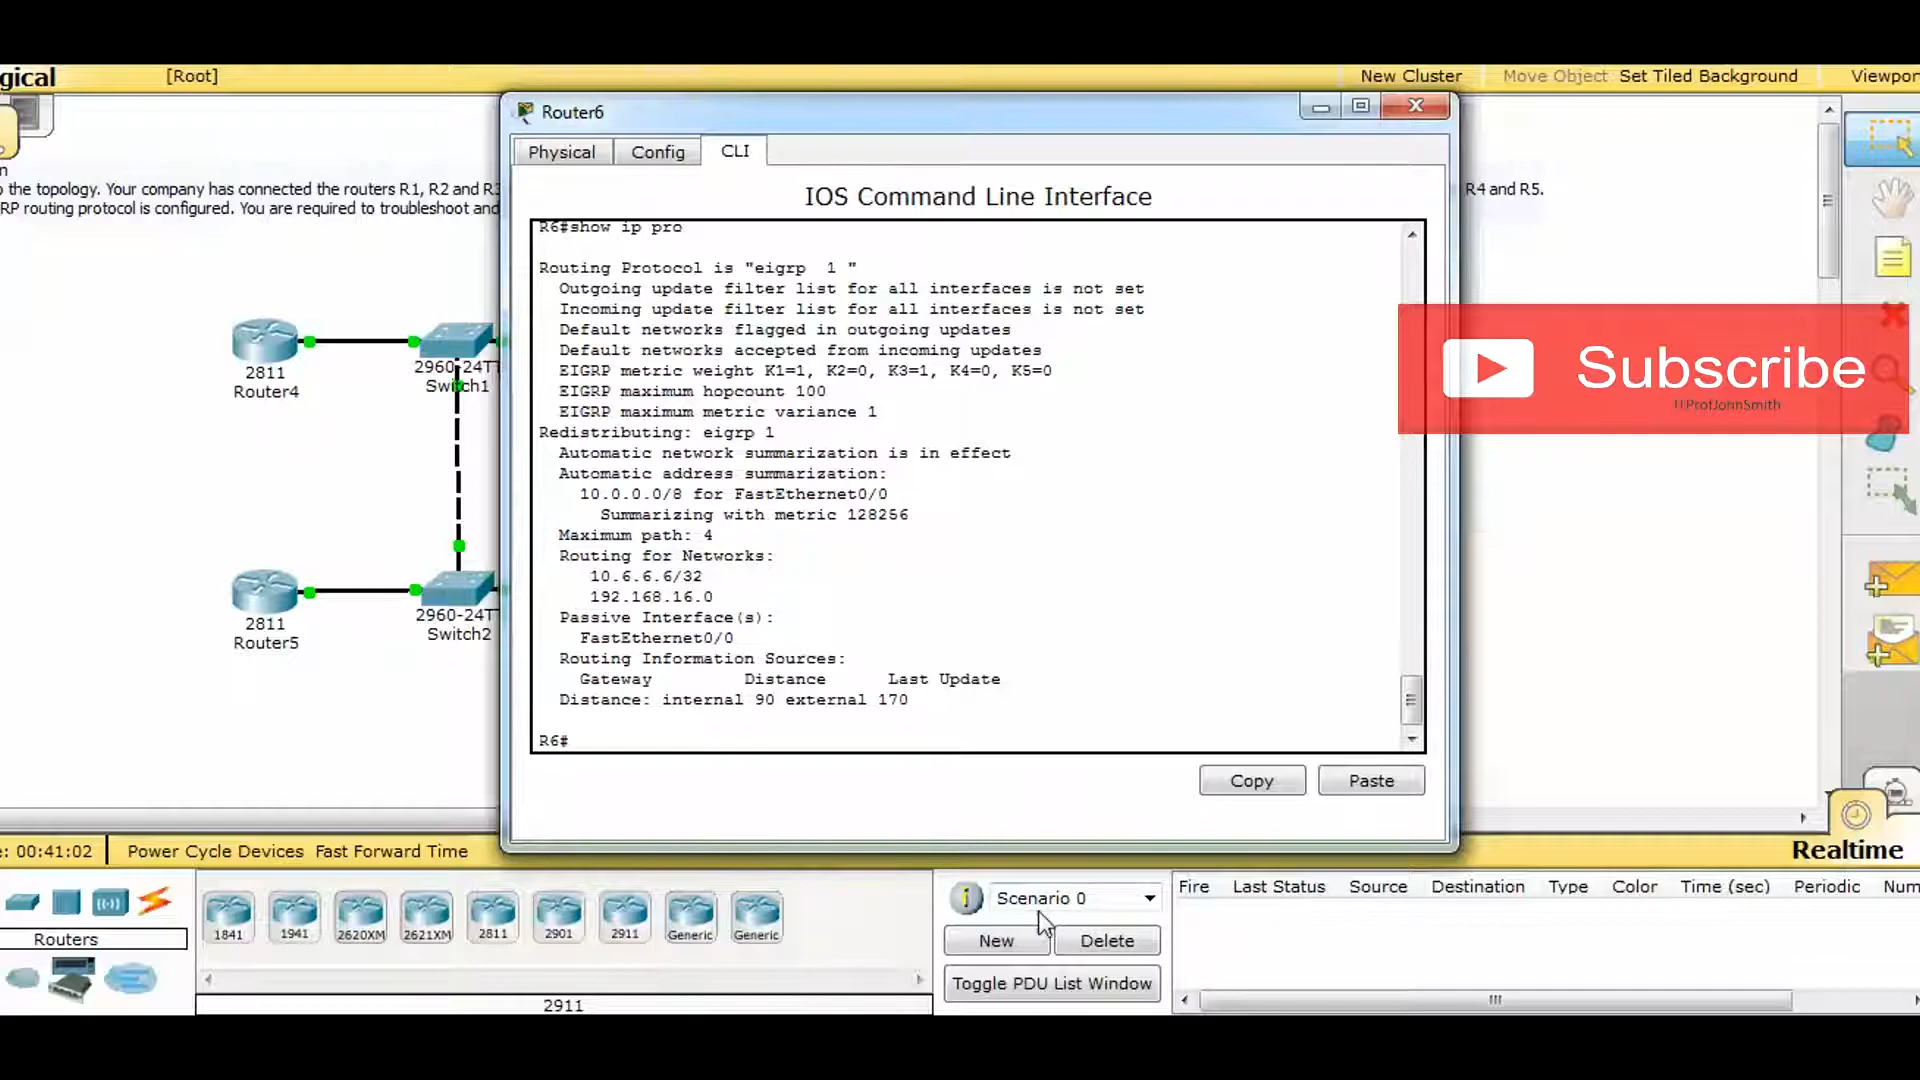 gical
[Root]
New Cluster
Move Object
Set Tiled Background
Viewpor
n
o the topology. Your company has connected the routers R1, R2 and R3
R4 and R5.
RP routing protocol is configured. You are required to troubleshoot and
Router6
Physical
Config
CLI
IOS Command Line Interface
R6#show ip pro
Routing Protocol is "eigrp  1 "
Outgoing update filter list for all interfaces is not set
Incoming update filter list for all interfaces is not set
Default networks flagged in outgoing updates
Default networks accepted from incoming updates
EIGRP metric weight K1=1, K2=0, K3=1, K4=0, K5=0
EIGRP maximum hopcount 100
EIGRP maximum metric variance 1
Redistributing: eigrp 1
Automatic network summarization is in effect
Automatic address summarization:
10.0.0.0/8 for FastEthernet0/0
Summarizing with metric 128256
Maximum path: 4
Routing for Networks:
10.6.6.6/32
192.168.16.0
Passive Interface(s):
FastEthernet0/0
Routing Information Sources:
Gateway Distance Last Update
Distance: internal 90 external 170
R6#
Copy
Paste
2811
Router4
2960-24TT
Switch1
2811
Router5
2960-24TT
Switch2
Subscribe
ProfJohnSmith
e: 00:41:02
Power Cycle Devices
Fast Forward Time
Realtime
Routers
1841
1941
2620XM
2621XM
2811
2901
2911
Generic
Generic
2911
Scenario 0
New
Delete
Toggle PDU List Window
Fire
Last Status
Source
Destination
Type
Color
Time (sec)
Periodic
Num